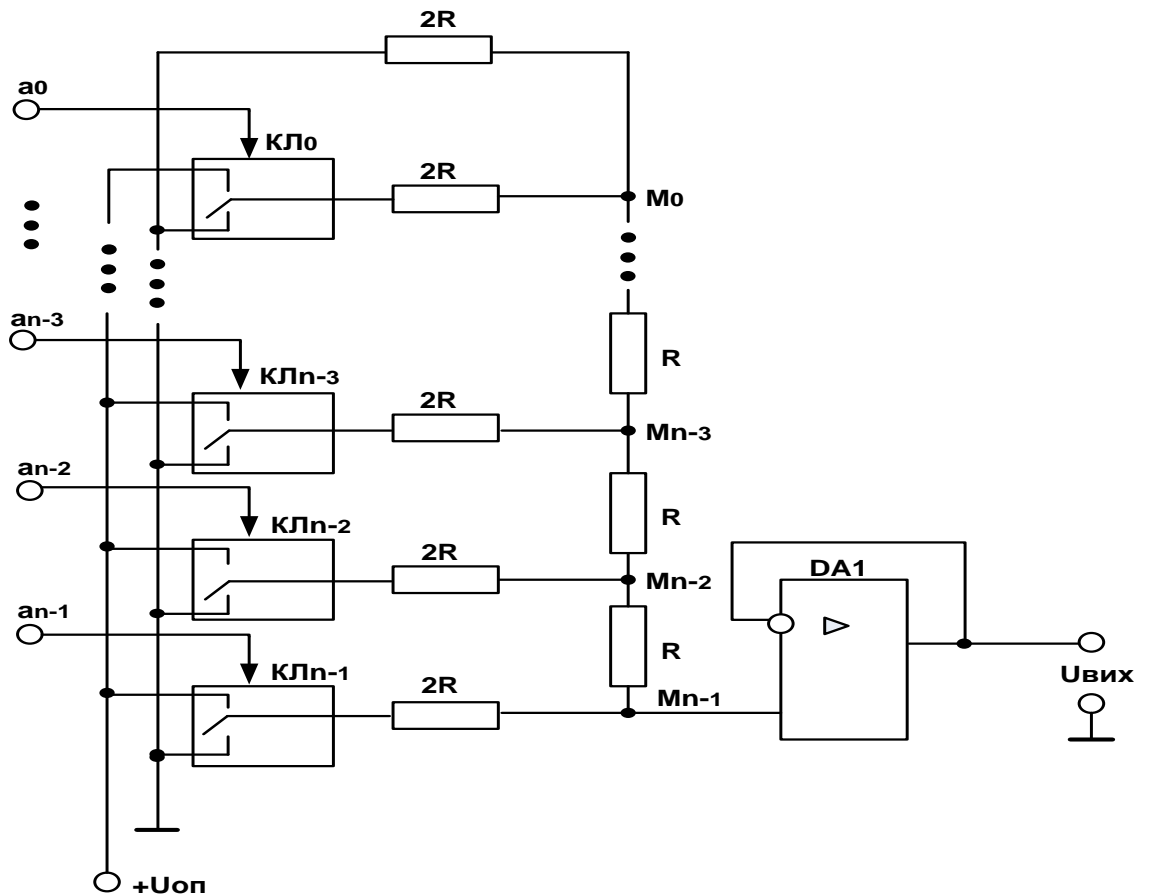 2R
a0
КЛ0
2R
M0
an-3
КЛn-3
R
2R
Mn-3
an-2
КЛn-2
R
2R
Mn-2
DA1
an-1
КЛn-1
R
2R
Mn-1
Uвих
+Uоп